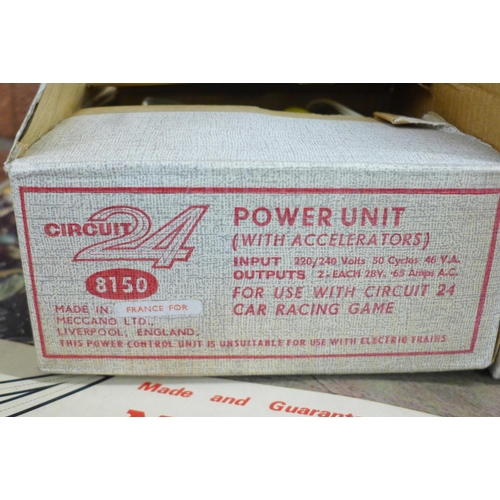 CIRCUIT 24
8150
MADE IN FRANCE FOR
MECCANO LTD.,
LIVERPOOL, ENGLAND,
POWER UNIT
(WITH ACCELERATORS)
INPUT 220/240 Volts 50 Cycles 46 V.A.
OUTPUTS 2-EACH 28V. ·65 Amps A.C.
FOR USE WITH CIRCUIT 24
CAR RACING GAME
THIS POWER CONTROL UNIT IS UNSUITABLE FOR USE WITH ELECTRIC TRAINS
Made and